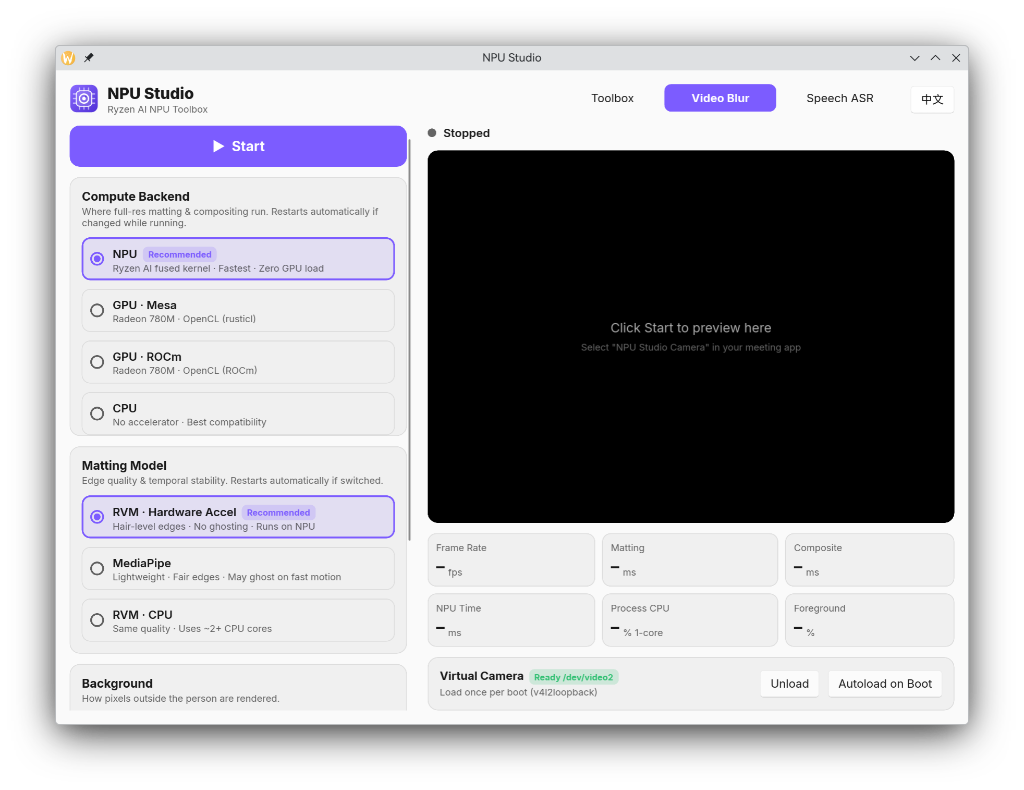 NPU Studio
NPU Studio
Ryzen AI NPU Toolbox
Toolbox
Video Blur
Speech ASR
中文
Start
Compute Backend
Where full-res matting & compositing run. Restarts automatically if
changed while running.
NPU Recommended
Ryzen AI fused kernel · Fastest · Zero GPU load
GPU · Mesa
Radeon 780M · OpenCL (rusticl)
GPU · ROCm
Radeon 780M · OpenCL (ROCm)
CPU
No accelerator · Best compatibility
Matting Model
Edge quality & temporal stability. Restarts automatically if switched.
RVM · Hardware Accel Recommended
Hair-level edges · No ghosting · Runs on NPU
MediaPipe
Lightweight · Fair edges · May ghost on fast motion
RVM · CPU
Same quality · Uses ~2+ CPU cores
Background
How pixels outside the person are rendered.
Stopped
Click Start to preview here
Select "NPU Studio Camera" in your meeting app
Frame Rate
– fps
Matting
– ms
Composite
– ms
NPU Time
– ms
Process CPU
– % 1-core
Foreground
– %
Virtual Camera Ready /dev/video2
Load once per boot (v4l2loopback)
Unload
Autoload on Boot